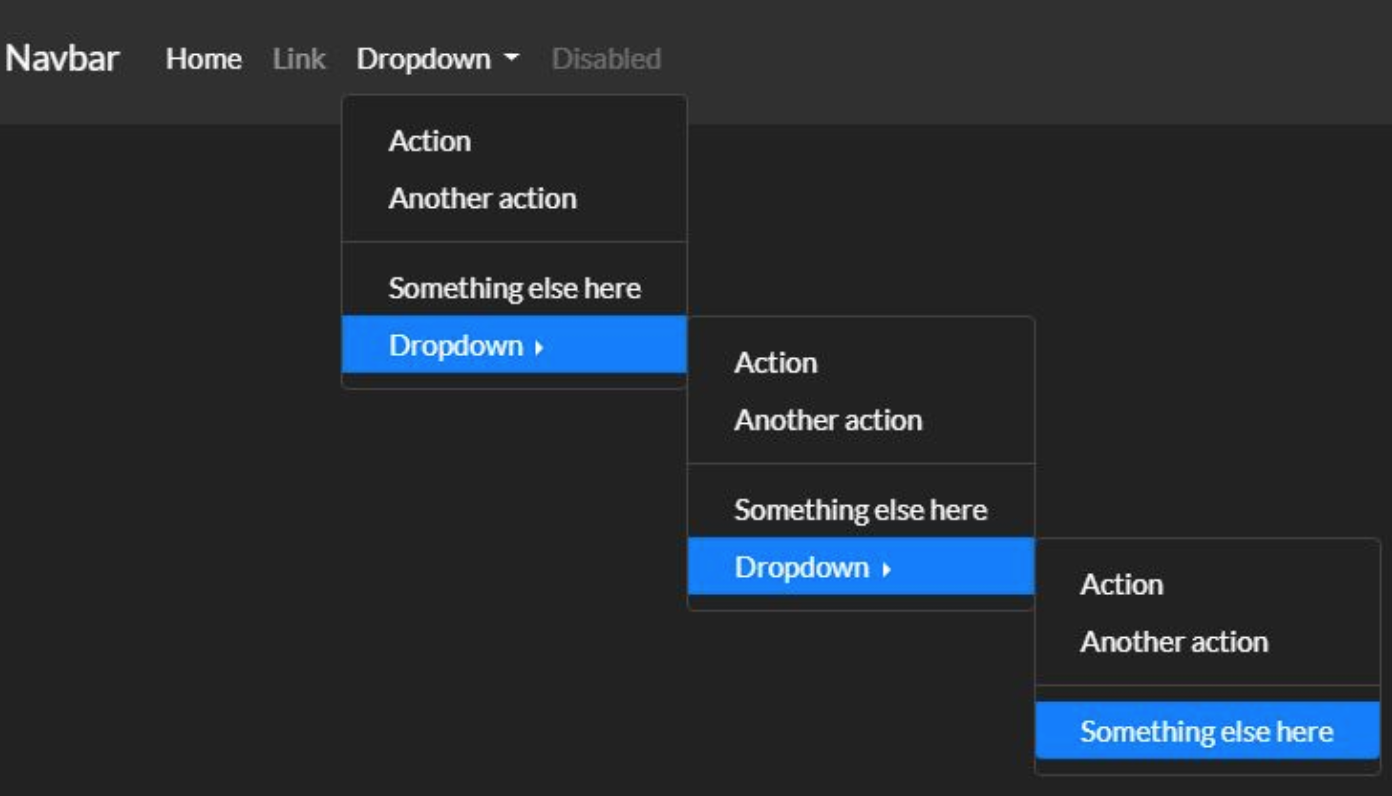 Navbar Home Link Dropdown Disabled
Action
Another action
Something else here
Dropdown
Action
Another action
Something else here
Dropdown
Action
Another action
Something else here